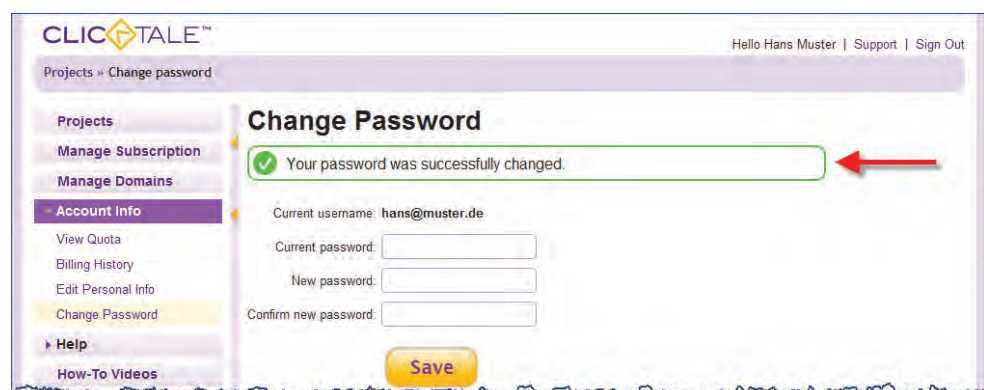 CLICTALE™
Hello Hans Muster | Support | Sign Out
Projects » Change password
Projects
Manage Subscription
Manage Domains
Account Info
View Quota
Billing History
Edit Personal Info
Change Password
Help
How-To Videos
Change Password
Your password was successfully changed.
Current username: hans@muster.de
Current password:
New password:
Confirm new password:
Save